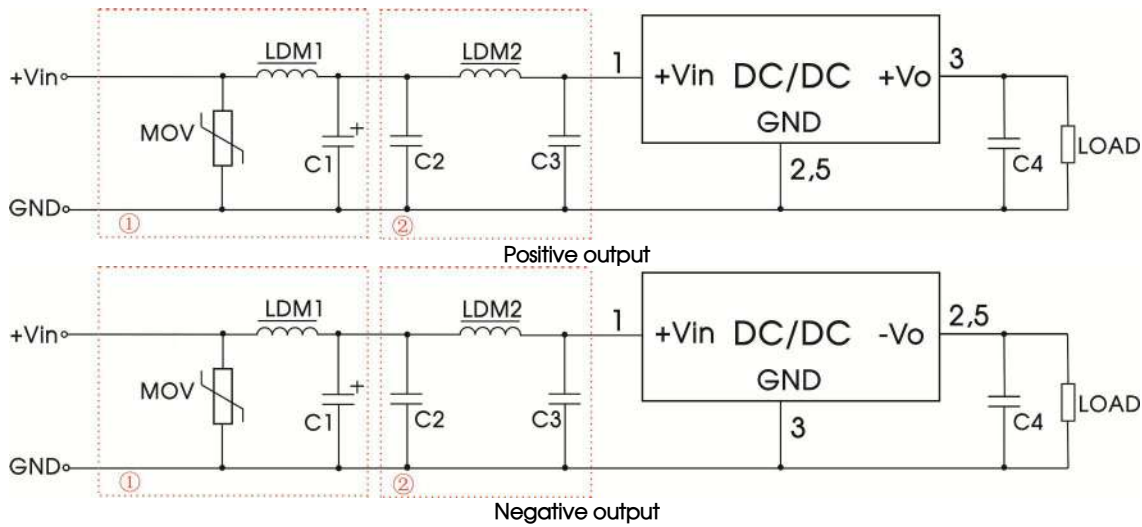 LDM1 LDM2
+Vin 1 +Vin DC/DC +Vo 3
MOV + GND
C1 C2 C3 2,5 C4 LOAD
GND
① ②
Positive output
LDM1 LDM2
+Vin 1 +Vin DC/DC -Vo 2,5
MOV + GND
C1 C2 C3 3 C4 LOAD
GND
① ②
Negative output